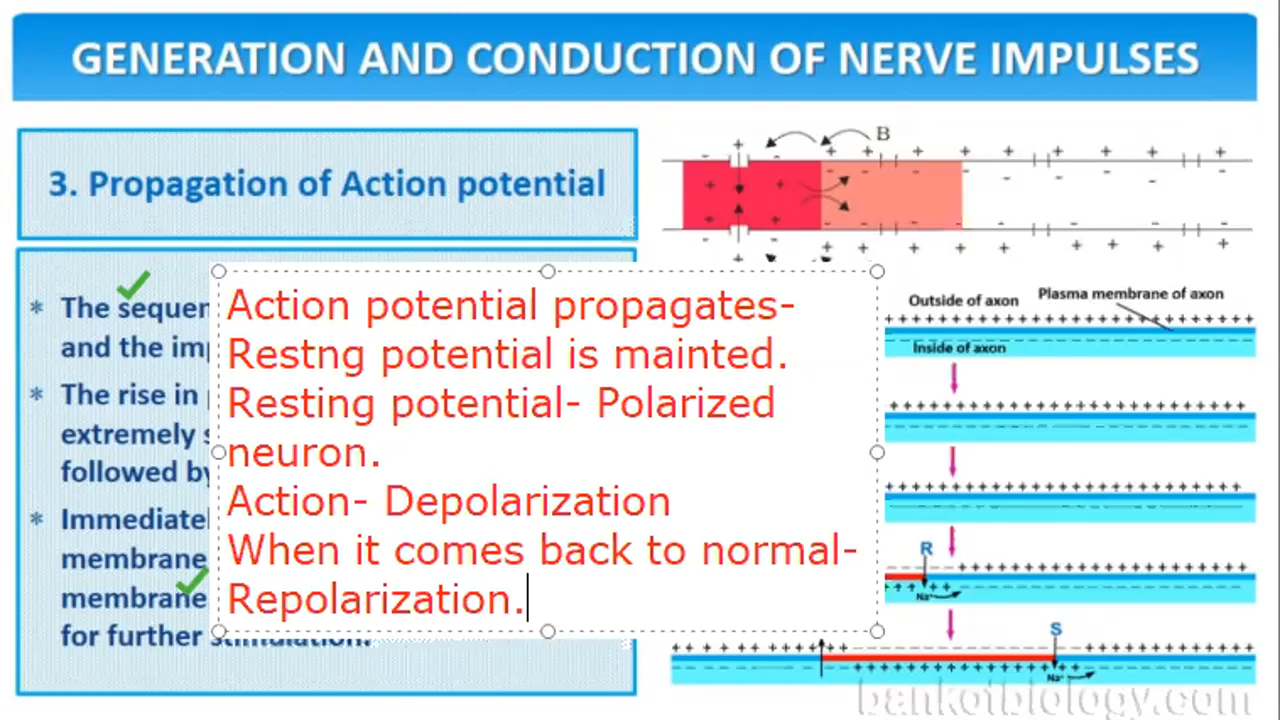 GENERATION AND CONDUCTION OF NERVE IMPULSES
3. Propagation of Action potential
The
and the
The rise in
extremely
followed by
membrane
membrane
for further stimulation.
Action potential propagates-
Restng potential is mainted.
Resting potential- Polarized
neuron.
Action- Depolarization
When it comes back to normal-
Repolarization.
B
Outside of axon
Plasma membrane of axon
Inside of axon
R
Na⁺
S
Na⁺
bankofbiology.com